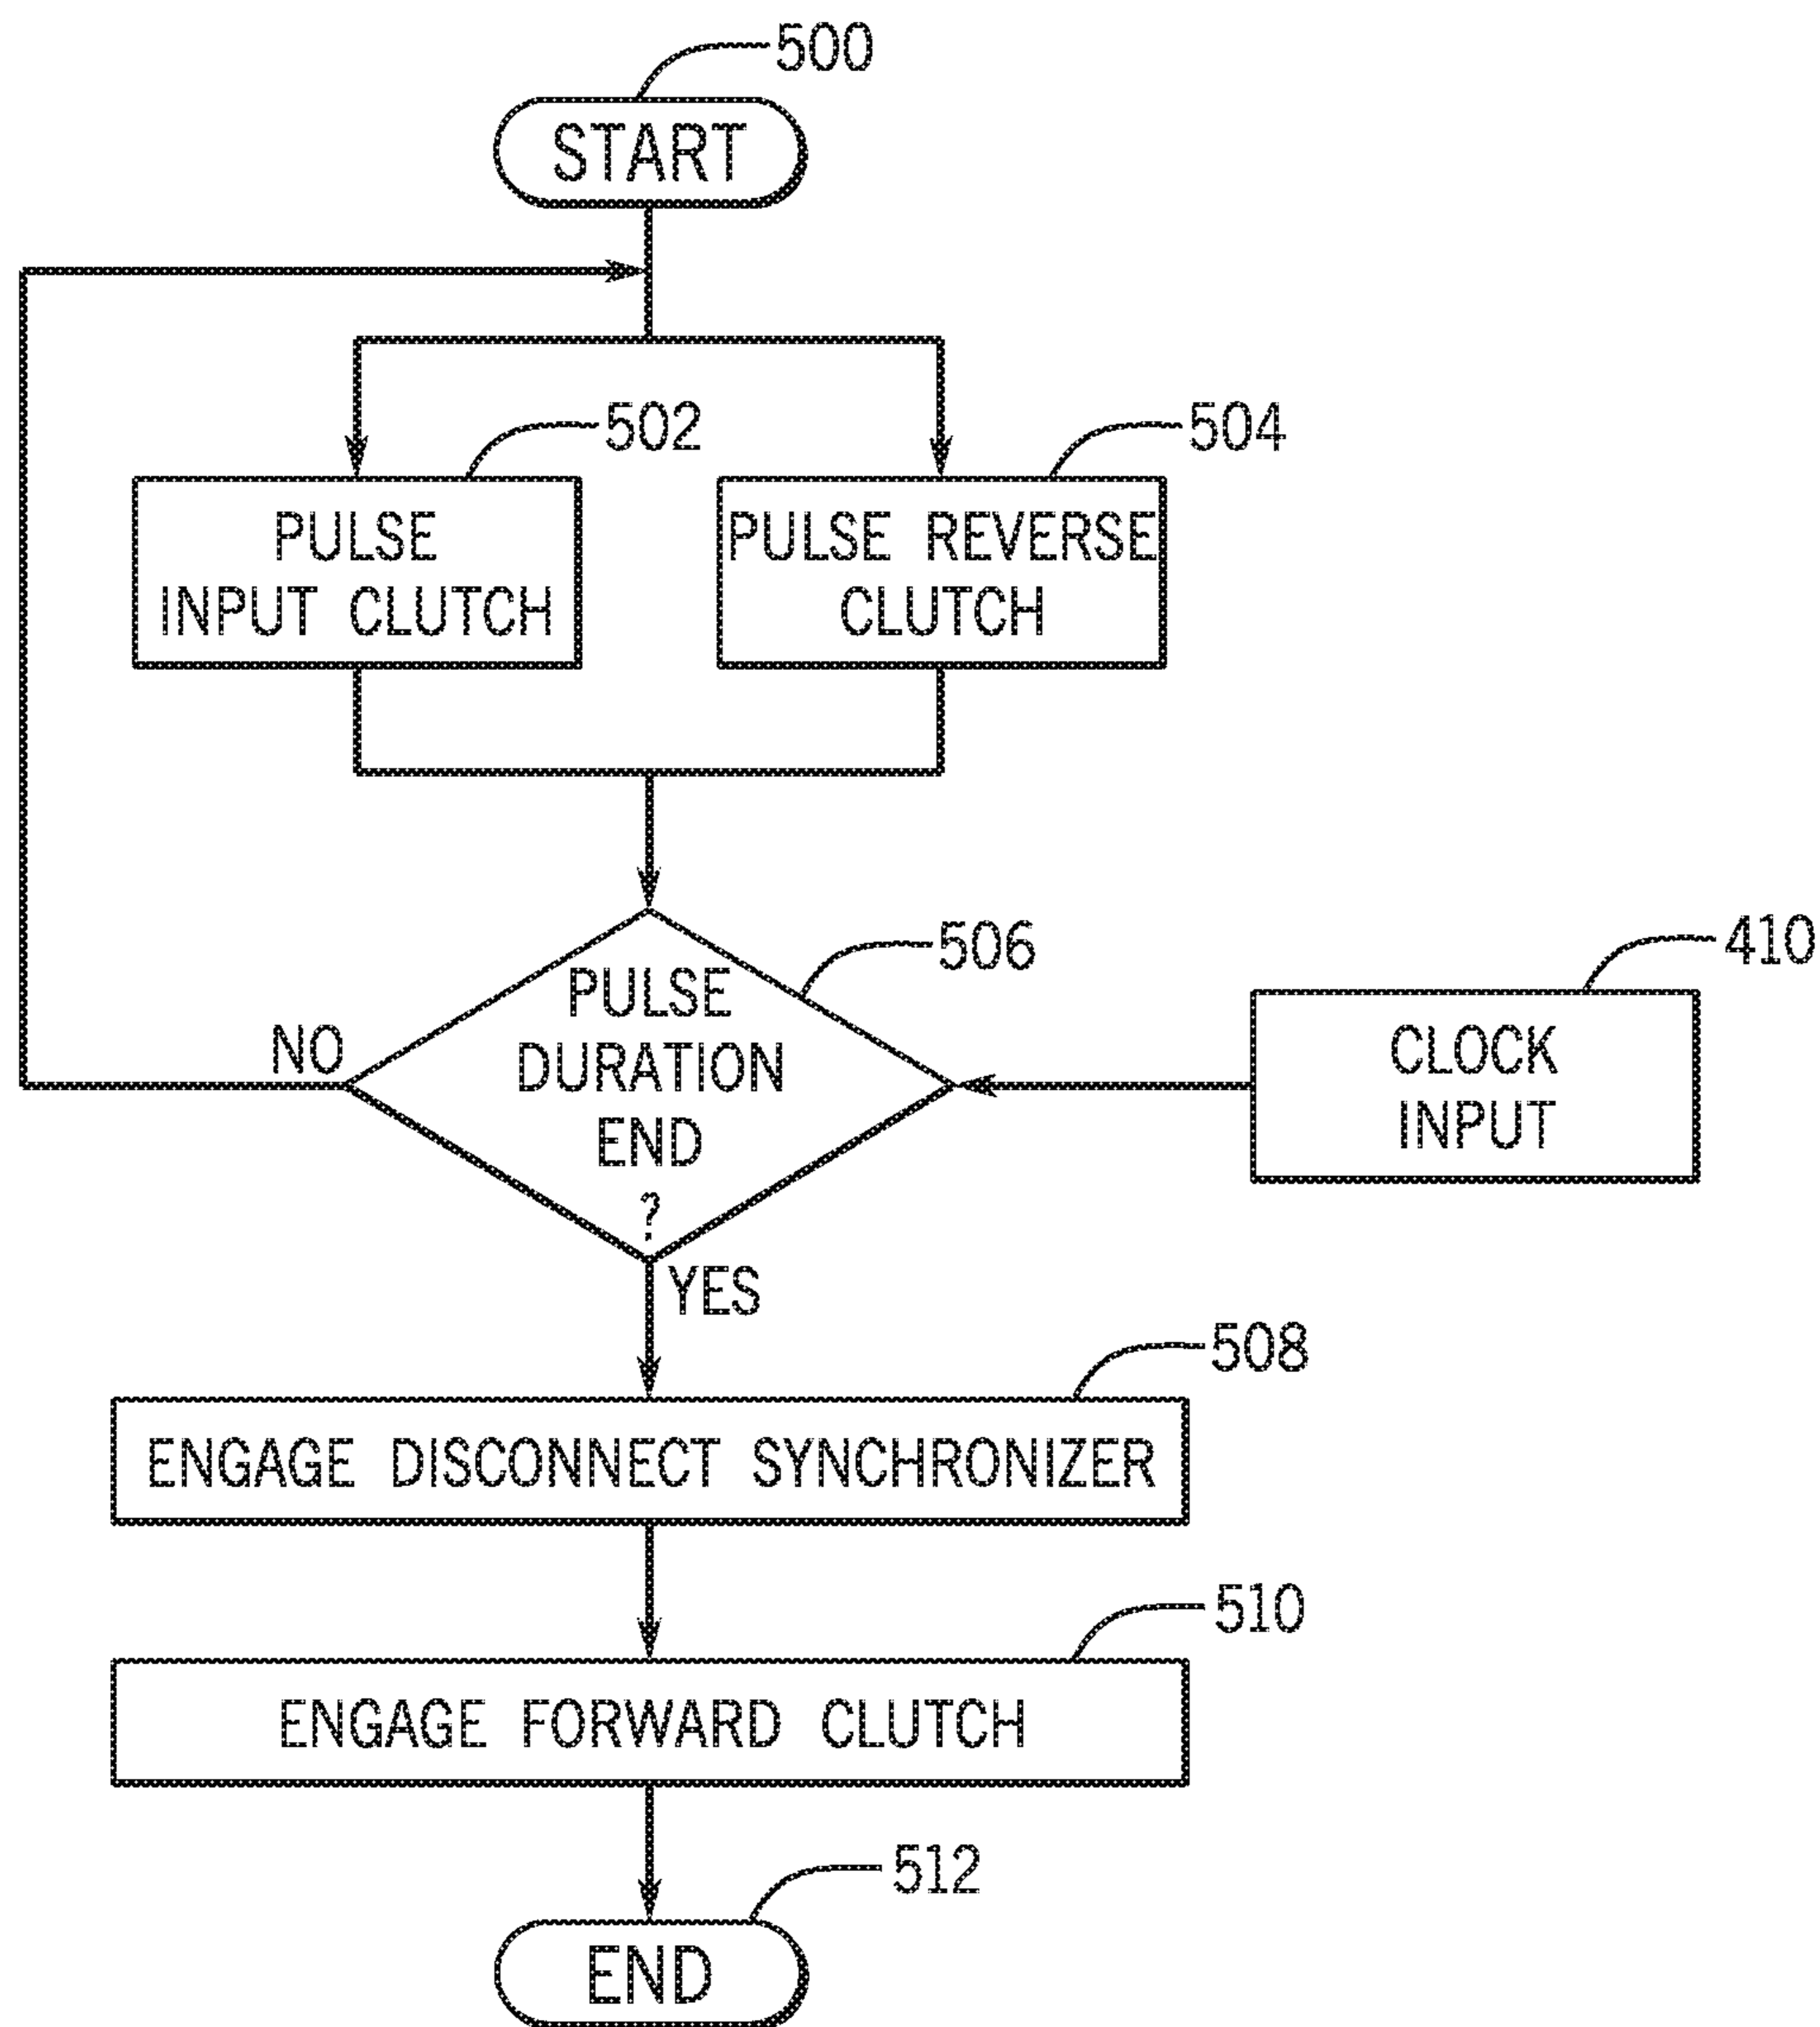 500
START
502
504
PULSE
INPUT CLUTCH
PULSE REVERSE
CLUTCH
506
410
PULSE
DURATION
END
?
NO
CLOCK
INPUT
YES
508
ENGAGE DISCONNECT SYNCHRONIZER
510
ENGAGE FORWARD CLUTCH
512
END